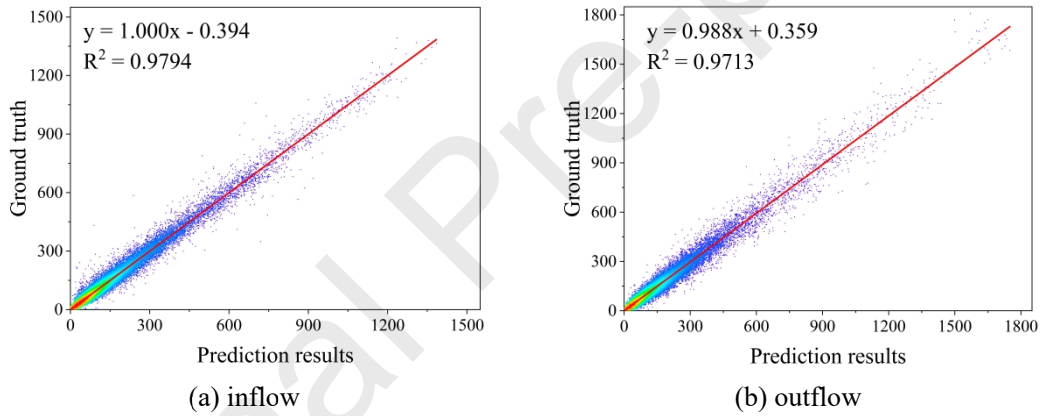 y = 1.000x - 0.394
R² = 0.9794
1500
1200
900
600
300
0
Ground truth
0 300 600 900 1200 1500
Prediction results
(a) inflow
y = 0.988x + 0.359
R² = 0.9713
1800
1500
1200
900
600
300
0
Ground truth
0 300 600 900 1200 1500 1800
Prediction results
(b) outflow
al Pre-p